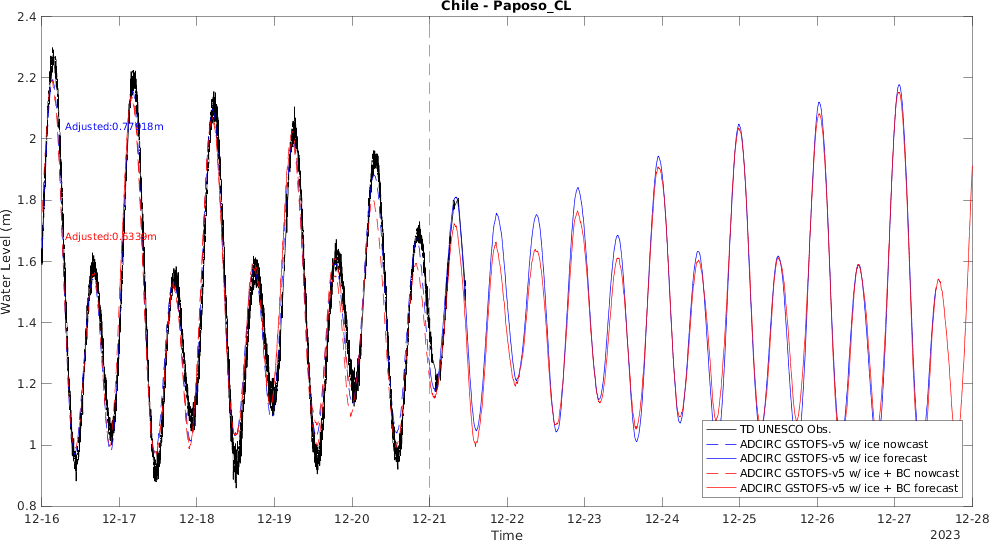 Chile - Paposo_CL
2.4
2.2
2
1.8
1.6
1.4
1.2
1
0.8
Water Level (m)
Adjusted:0.77918m
Adjusted:0.6339m
TD UNESCO Obs.
ADCIRC GSTOFS-v5 w/ ice nowcast
ADCIRC GSTOFS-v5 w/ ice forecast
ADCIRC GSTOFS-v5 w/ ice + BC nowcast
ADCIRC GSTOFS-v5 w/ ice + BC forecast
12-16 12-17 12-18 12-19 12-20 12-21 12-22 12-23 12-24 12-25 12-26 12-27 12-28
Time
2023